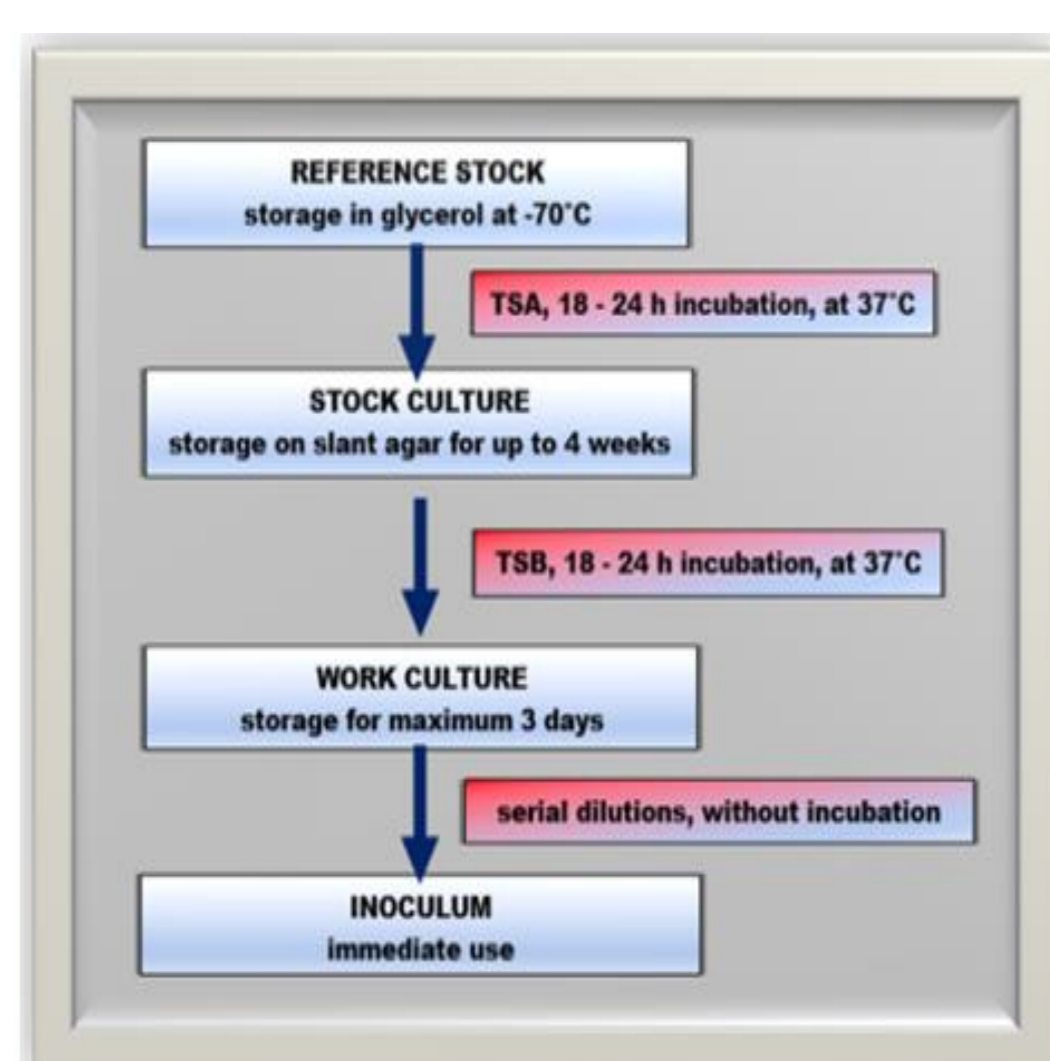 REFERENCE STOCK
storage in glycerol at -70°C
TSA, 18 - 24 h incubation, at 37°C
STOCK CULTURE
storage on slant agar for up to 4 weeks
TSB, 18 - 24 h incubation, at 37°C
WORK CULTURE
storage for maximum 3 days
serial dilutions, without incubation
INOCULUM
immediate use